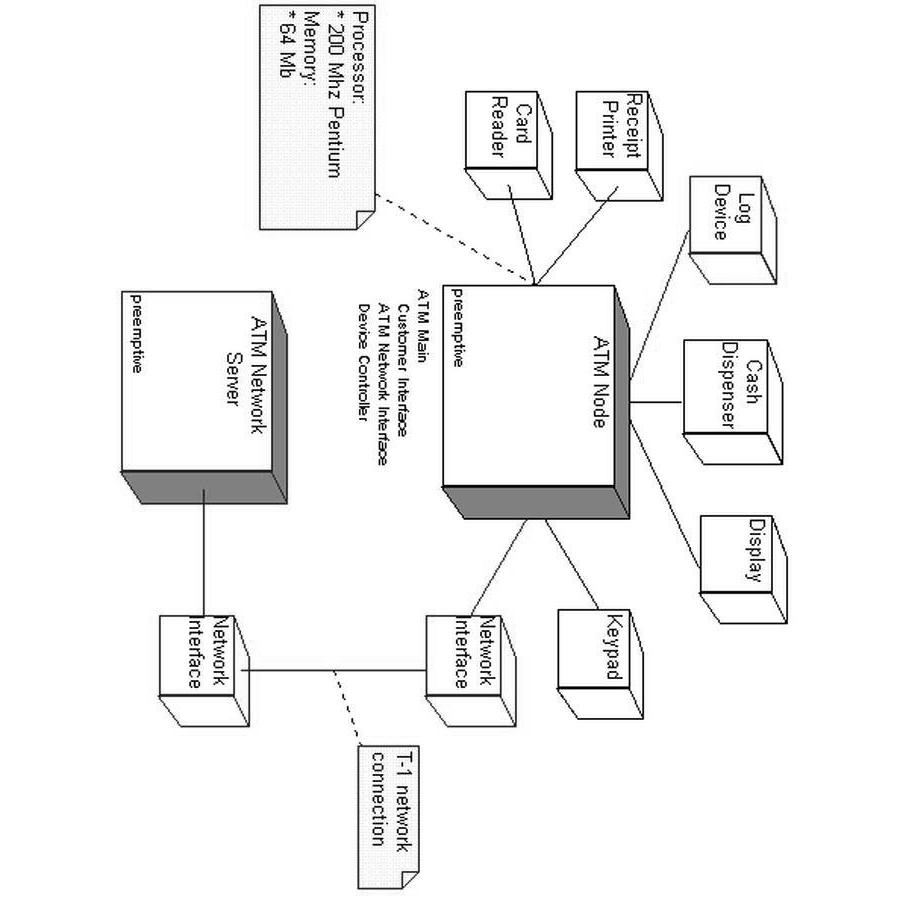 Log
Device
Cash
Dispenser
Display
Receipt
Printer
Card
Reader
ATM Node
preemptive
Keypad
Processor:
* 200 Mhz Pentium
Memory:
* 64 Mb
ATM Main
Customer Interface
ATM Network Interface
Device Controller
Network
Interface
T-1 network
connection
ATM Network
Server
preemptive
Network
Interface